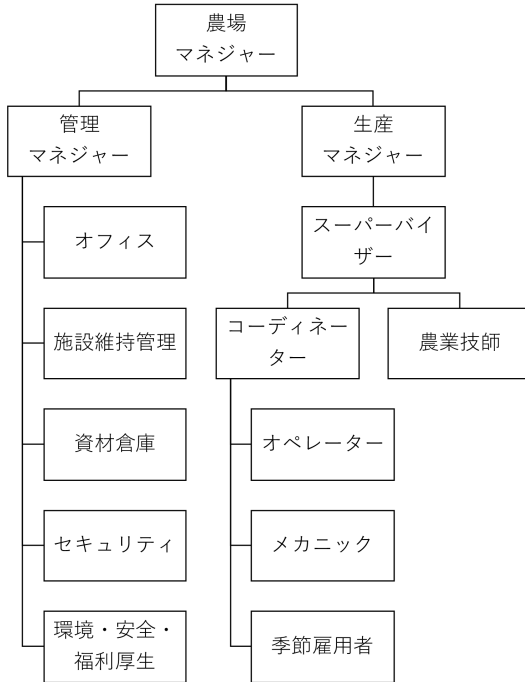 農場
マネジャー
管理
マネジャー
生産
マネジャー
オフィス
施設維持管理
資材倉庫
セキュリティ
環境・安全・
福利厚生
スーパーバイ
ザー
コーディネー
ター
農業技師
オペレーター
メカニック
季節雇用者